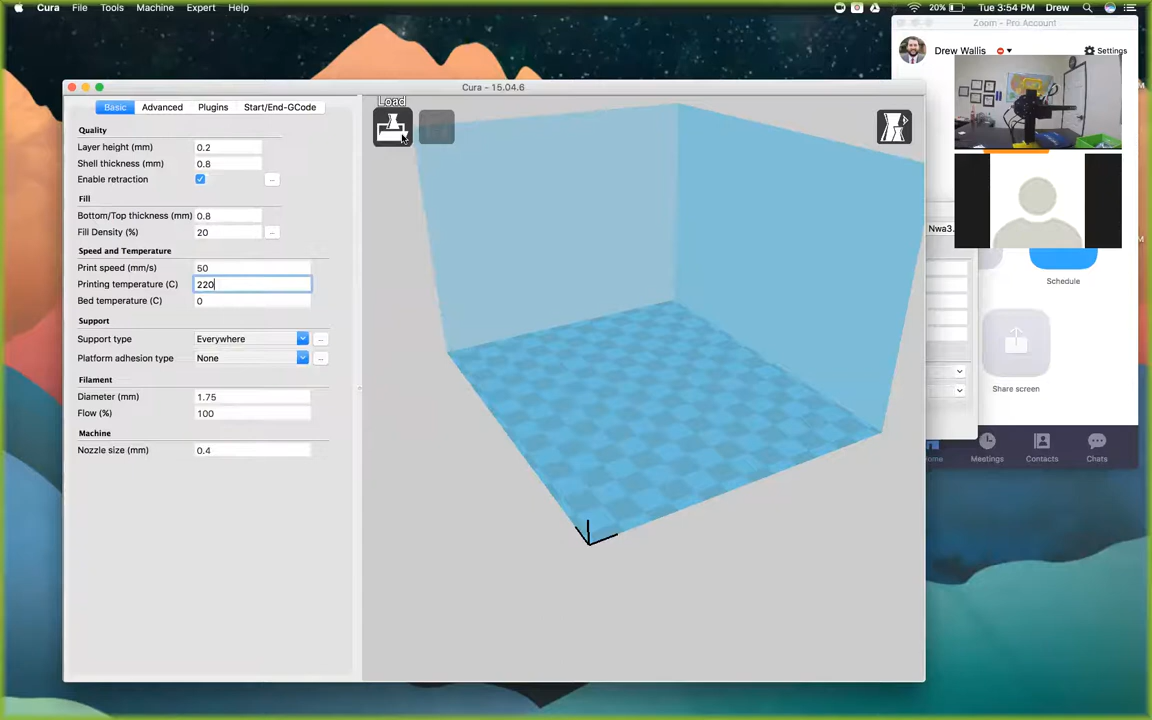 Cura File Tools Machine Expert Help 20% Tue 3:54 PM Drew
Zoom - Pro Account
Drew Wallis Settings
Cura - 15.04.6
Basic Advanced Plugins Start/End-GCode
Load
Quality
Layer height (mm) 0.2
Shell thickness (mm) 0.8
Enable retraction ...
Fill
Bottom/Top thickness (mm) 0.8
Fill Density (%) 20 ...
Speed and Temperature
Print speed (mm/s) 50
Printing temperature (C) 220
Bed temperature (C) 0
Support
Support type Everywhere ...
Platform adhesion type None ...
Filament
Diameter (mm) 1.75
Flow (%) 100
Machine
Nozzle size (mm) 0.4
Nwa3.
Schedule
Share screen
ome Meetings Contacts Chats